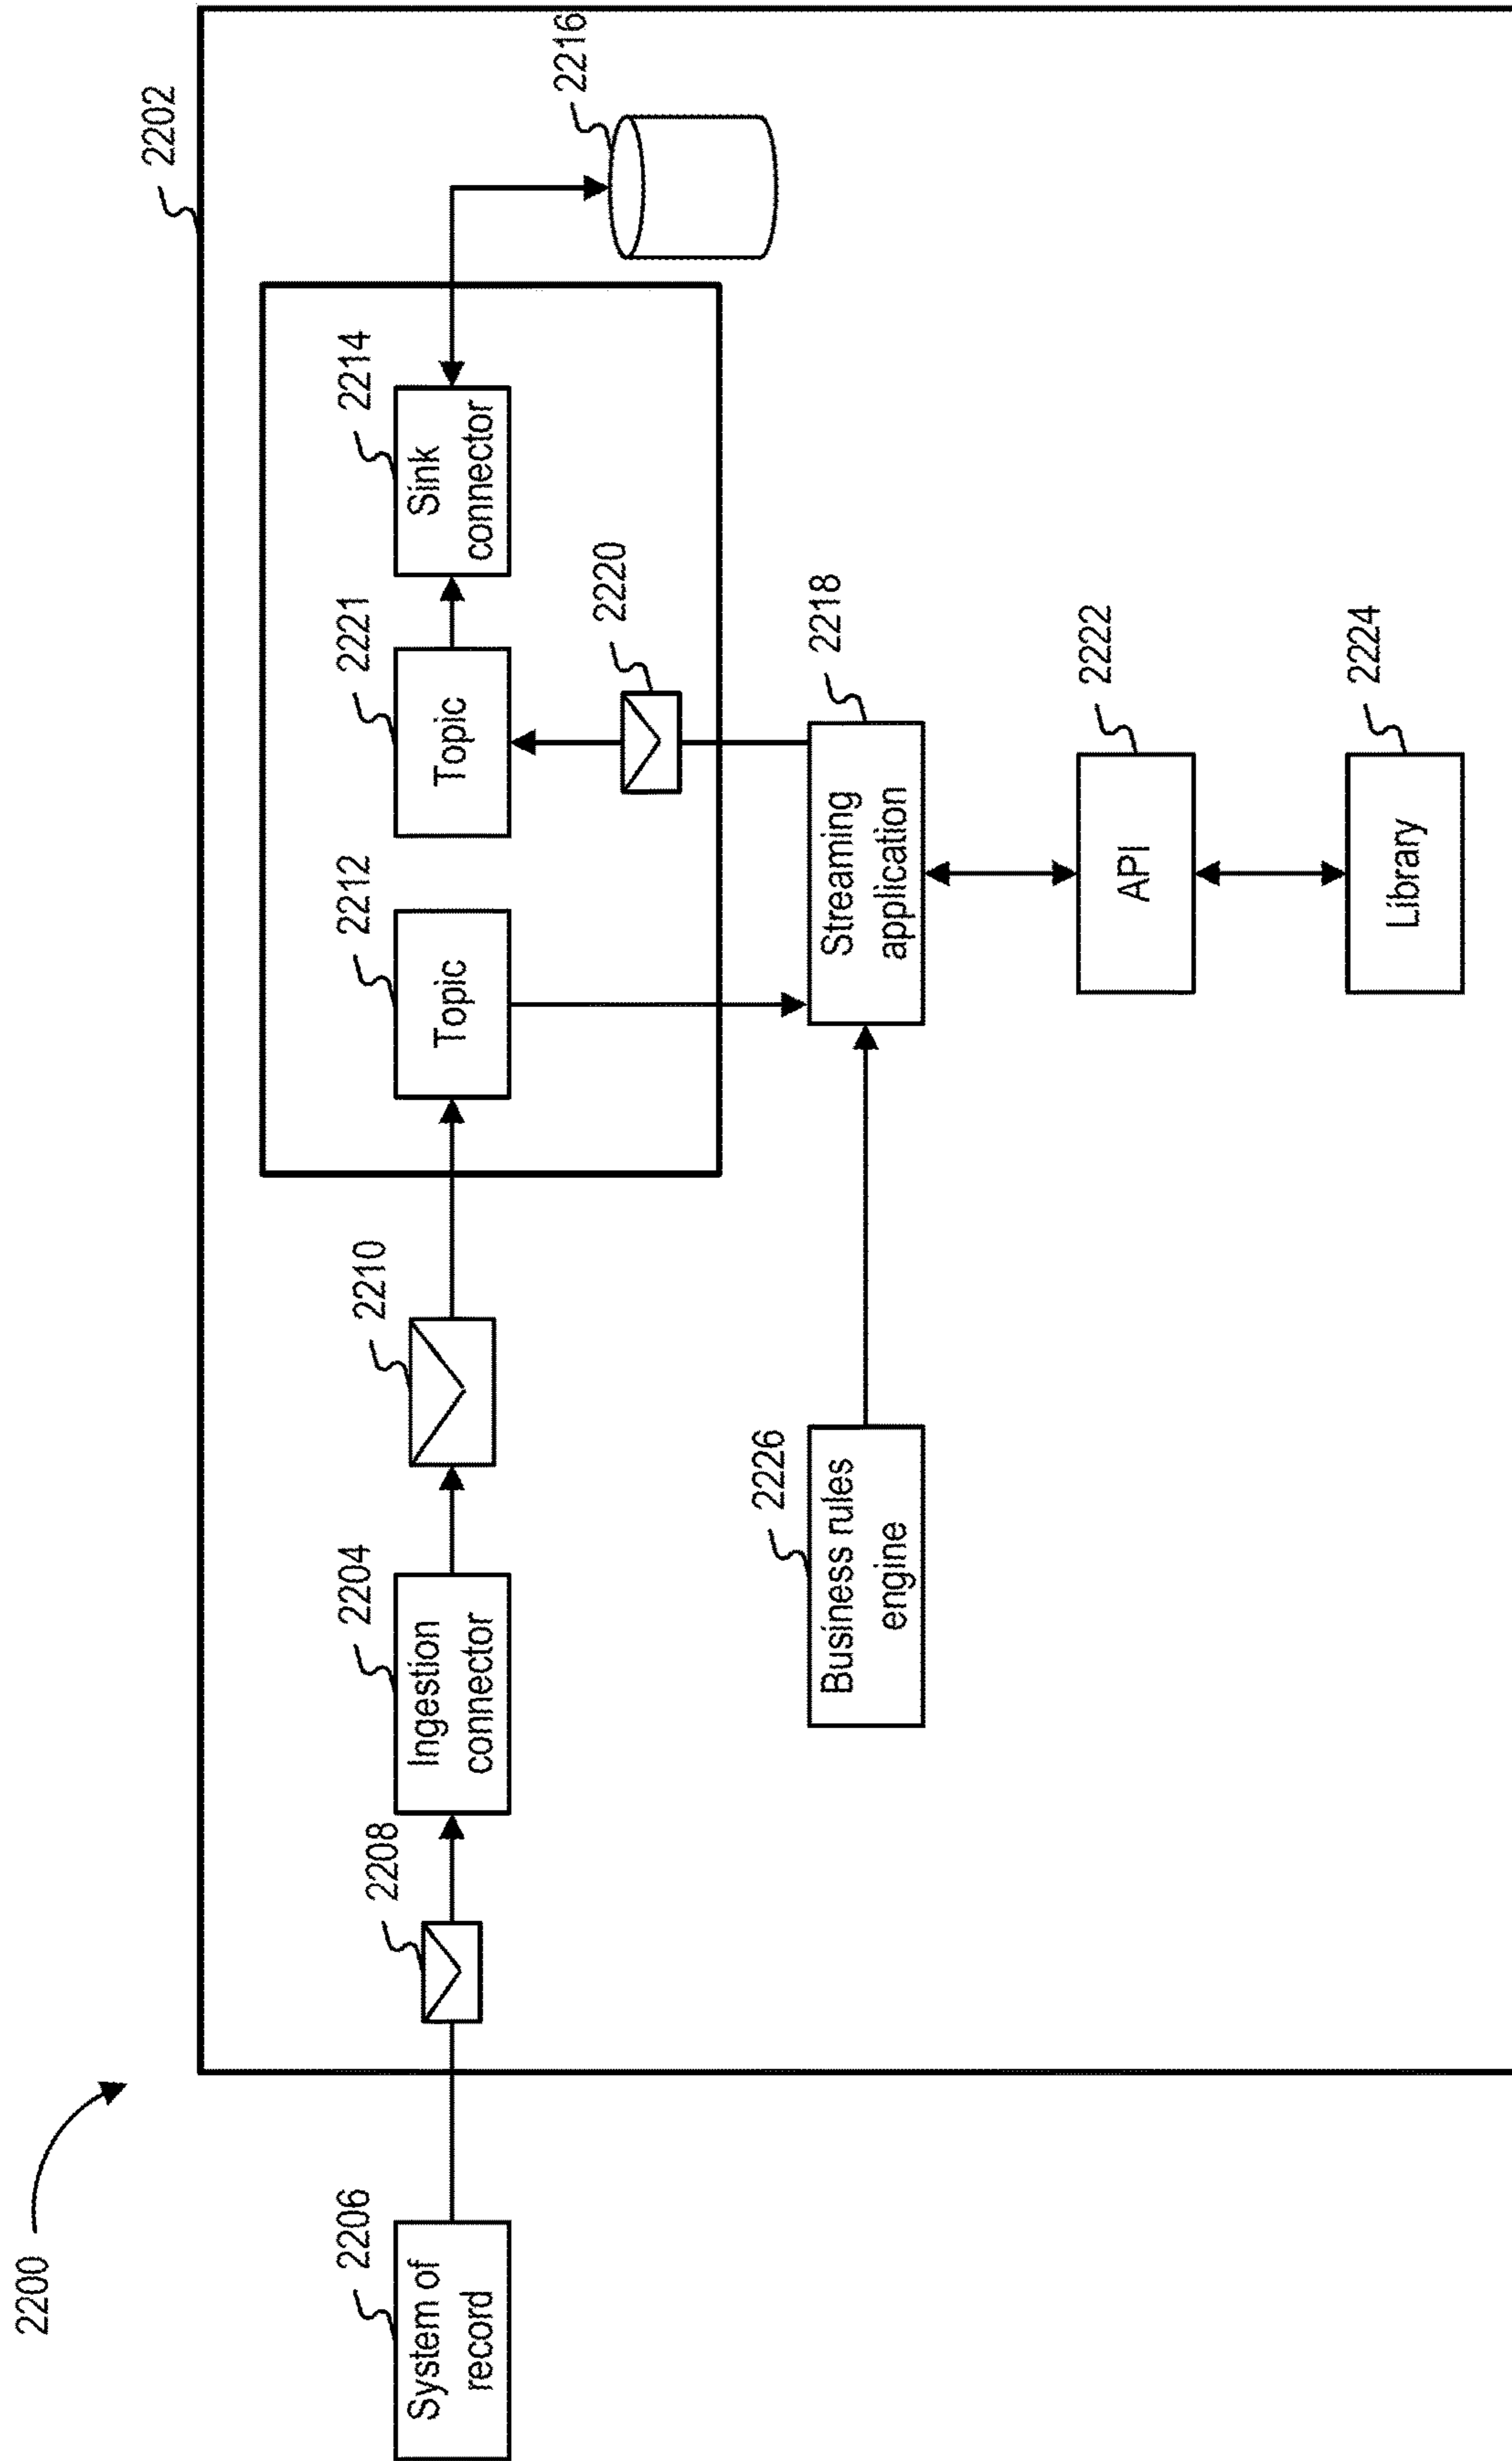 2200
2202
2206
System of
record
2208
2204
Ingestion
connector
2210
2212
Topic
2221
Topic
2214
Sink
connector
2216
2220
2226
Business rules
engine
2218
Streaming
application
2222
API
2224
Library